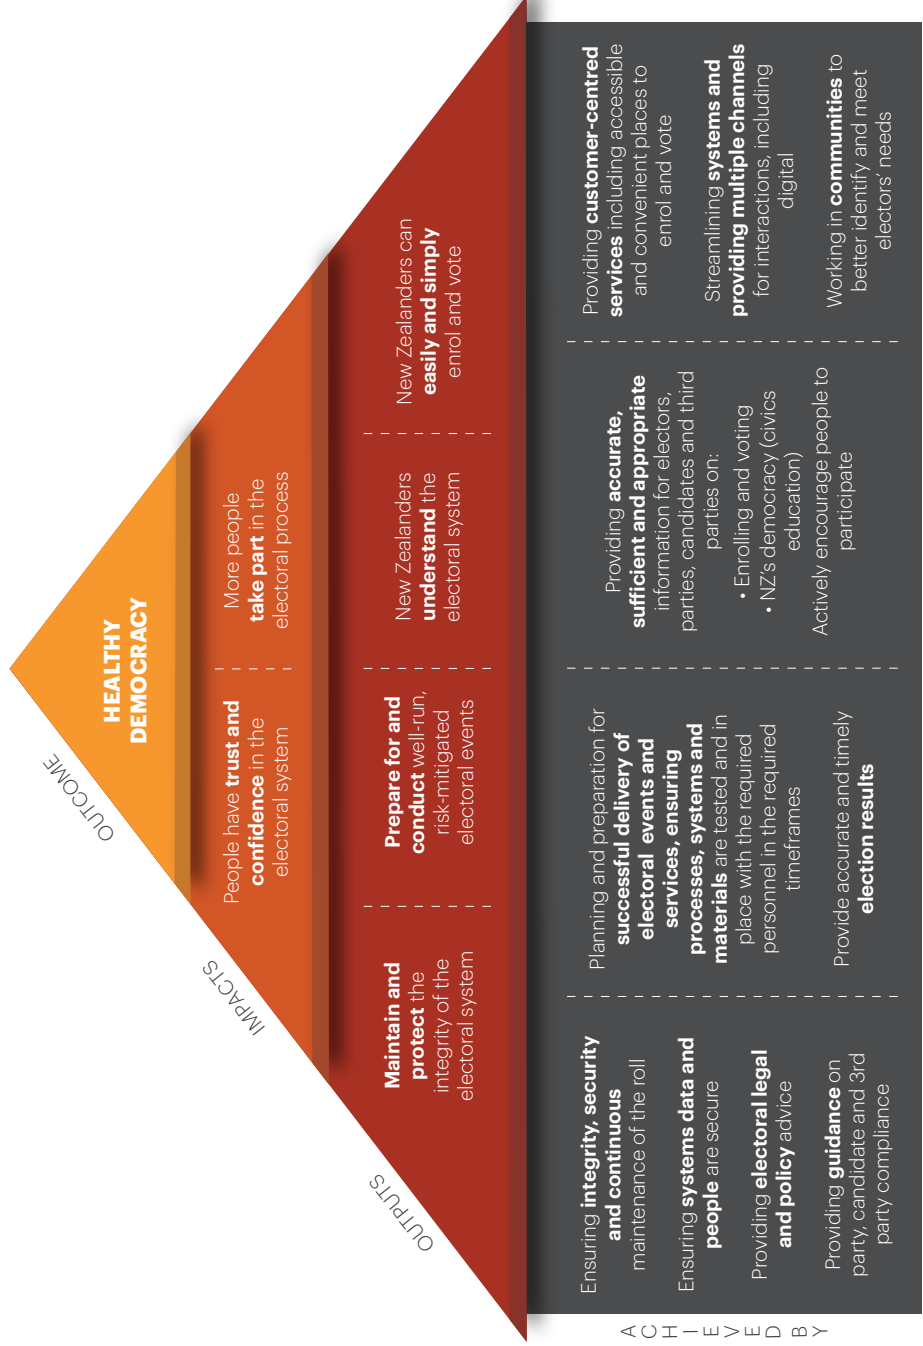 OUTCOME
HEALTHY
DEMOCRACY
IMPACTS
People have trust and
confidence in the
electoral system
More people
take part in the
electoral process
OUTPUTS
Maintain and
protect the
integrity of the
electoral system
Prepare for and
conduct well-run,
risk-mitigated
electoral events
New Zealanders
understand the
electoral system
New Zealanders can
easily and simply
enrol and vote
ACHIEVED BY
Ensuring integrity, security
and continuous
maintenance of the roll
Ensuring systems data and
people are secure
Providing electoral legal
and policy advice
Providing guidance on
party, candidate and 3rd
party compliance
Planning and preparation for
successful delivery of
electoral events and
services, ensuring
processes, systems and
materials are tested and in
place with the required
personnel in the required
timeframes
Provide accurate and timely
election results
Providing accurate,
sufficient and appropriate
information for electors,
parties, candidates and third
parties on:
• Enrolling and voting
• NZ's democracy (civics
education)
Actively encourage people to
participate
Providing customer-centred
services including accessible
and convenient places to
enrol and vote
Streamlining systems and
providing multiple channels
for interactions, including
digital
Working in communities to
better identify and meet
electors' needs